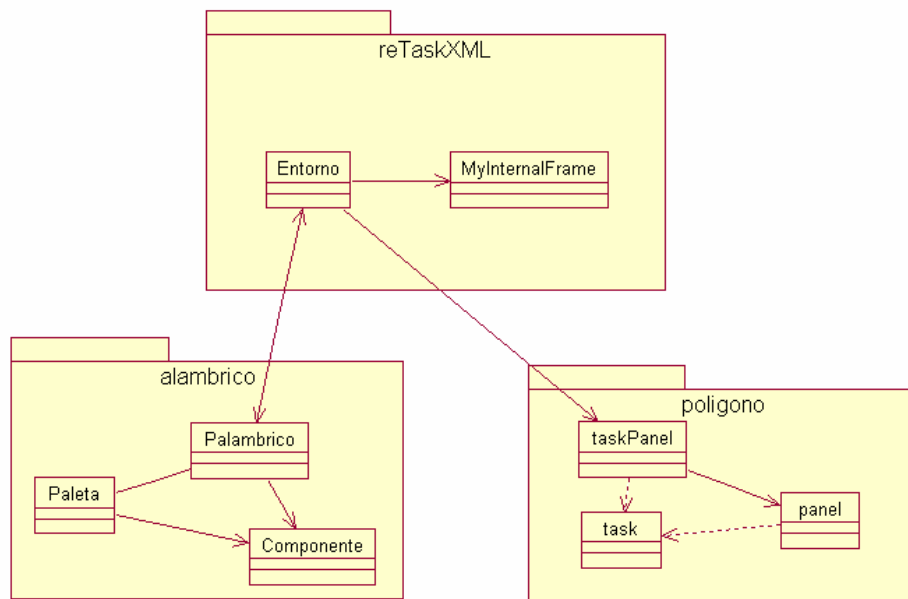 reTaskXML
Entorno
MyInternalFrame
alambrico
Palambrico
Paleta
Componente
poligono
taskPanel
panel
task